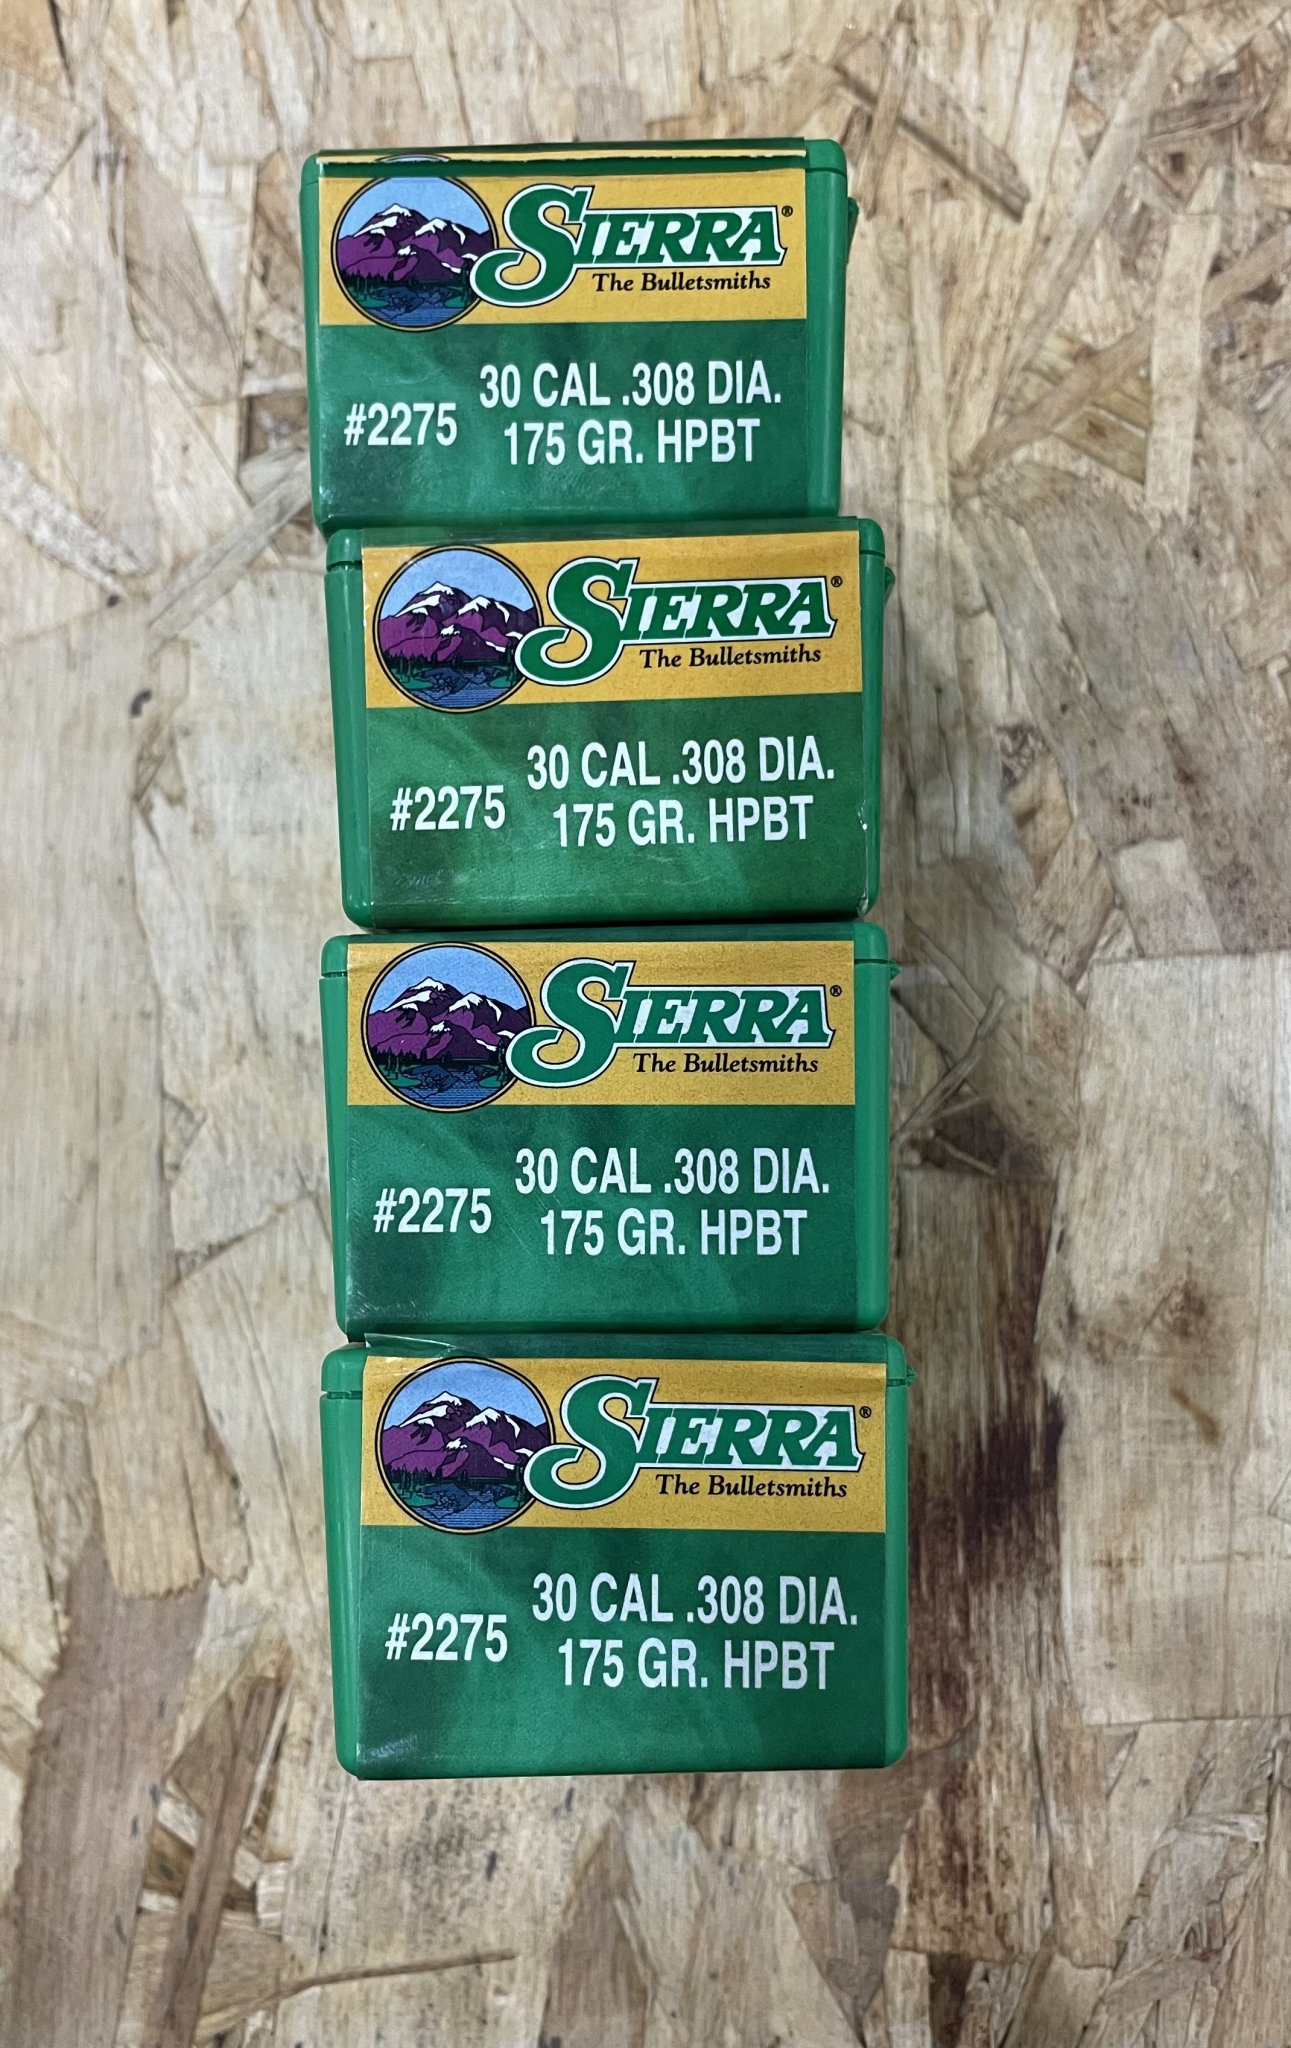 SIERRA®
The Bulletsmiths
#2275
30 CAL .308 DIA.
175 GR. HPBT
SIERRA®
The Bulletsmiths
#2275
30 CAL .308 DIA.
175 GR. HPBT
SIERRA®
The Bulletsmiths
#2275
30 CAL .308 DIA.
175 GR. HPBT
SIERRA®
The Bulletsmiths
#2275
30 CAL .308 DIA.
175 GR. HPBT